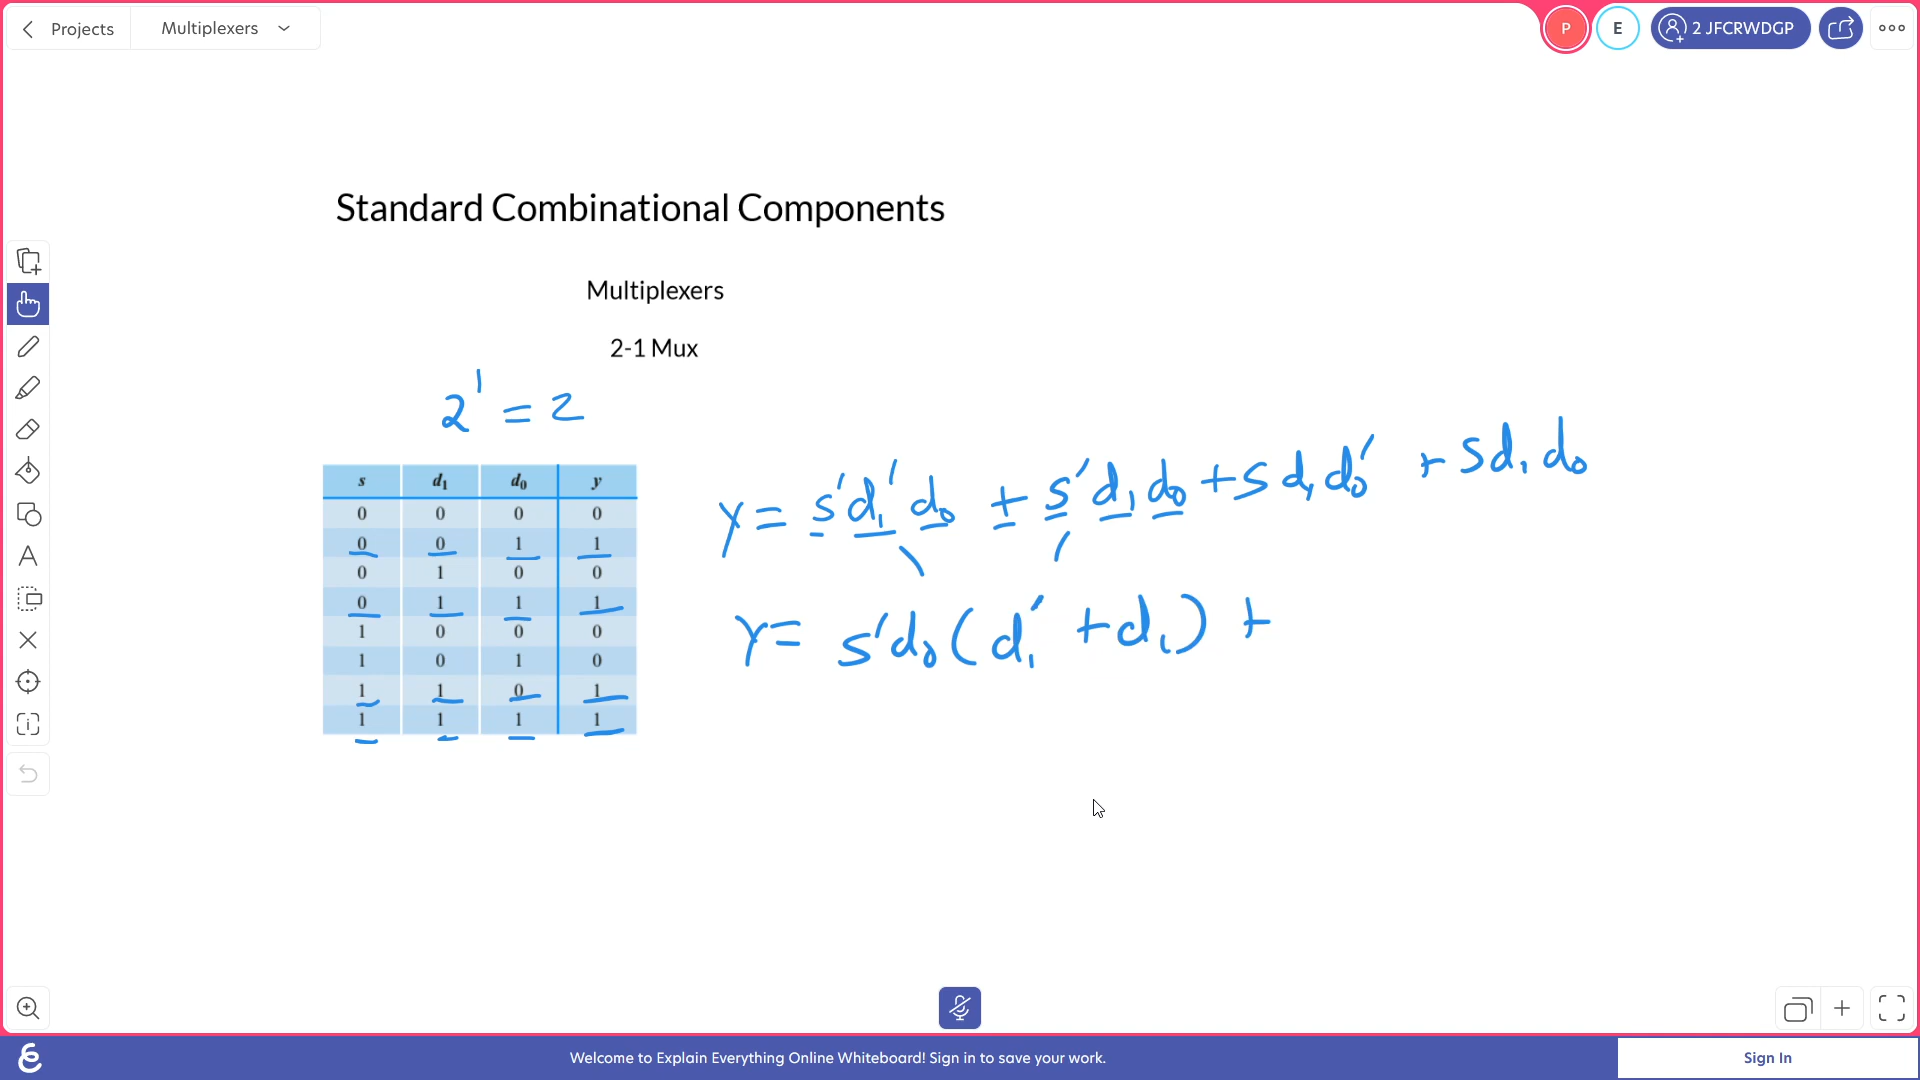 Projects
Multiplexers
P
E
2 JFCRWDGP
Standard Combinational Components
Multiplexers
2-1 Mux
2¹ = 2
s d₁ d₀ y
0 0 0 0
0 0 1 1
0 1 0 0
0 1 1 1
1 0 0 0
1 0 1 0
1 1 0 1
1 1 1 1
y = s'd₁'d₀ + s'd₁d₀ + sd₁d₀' + sd₁d₀
y = s'd₀(d₁' + d₁) +
Welcome to Explain Everything Online Whiteboard! Sign in to save your work.
Sign In